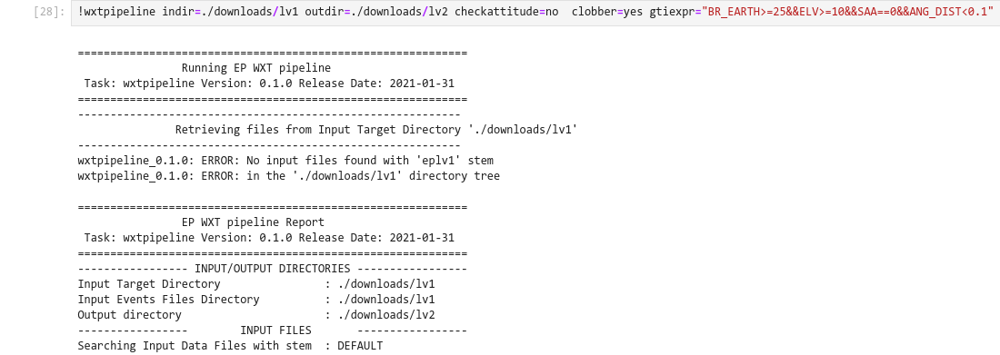 [28]: !wxtpipeline indir=./downloads/lv1 outdir=./downloads/lv2 checkattitude=no  clobber=yes gtiexpr="BR_EARTH>=25&&ELV>=10&&SAA==0&&ANG_DIST<0.1"
============================================================
Running EP WXT pipeline
Task: wxtpipeline Version: 0.1.0 Release Date: 2021-01-31
============================================================
-----------------------------------------------------------
Retrieving files from Input Target Directory './downloads/lv1'
-----------------------------------------------------------
wxtpipeline_0.1.0: ERROR: No input files found with 'eplv1' stem
wxtpipeline_0.1.0: ERROR: in the './downloads/lv1' directory tree
============================================================
EP WXT pipeline Report
Task: wxtpipeline Version: 0.1.0 Release Date: 2021-01-31
============================================================
----------------- INPUT/OUTPUT DIRECTORIES -----------------
Input Target Directory                : ./downloads/lv1
Input Events Files Directory          : ./downloads/lv1
Output directory                      : ./downloads/lv2
-----------------        INPUT FILES       -----------------
Searching Input Data Files with stem  : DEFAULT